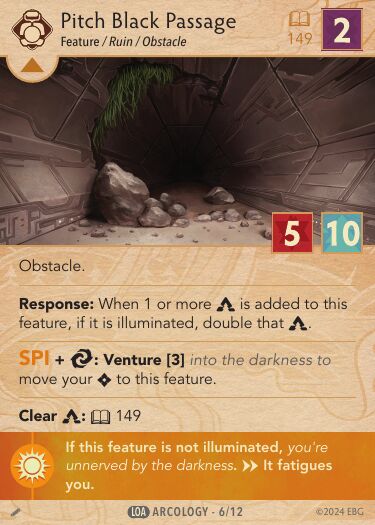 Pitch Black Passage
Feature / Ruin / Obstacle
149
2
5 10
Obstacle.
Response: When 1 or more is added to this
feature, if it is illuminated, double that .
SPI + : Venture [3] into the darkness to
move your to this feature.
Clear : 149
If this feature is not illuminated, you're
unnerved by the darkness. It fatigues
you.
LOA ARCOLOGY - 6/12 ©2024 EBG